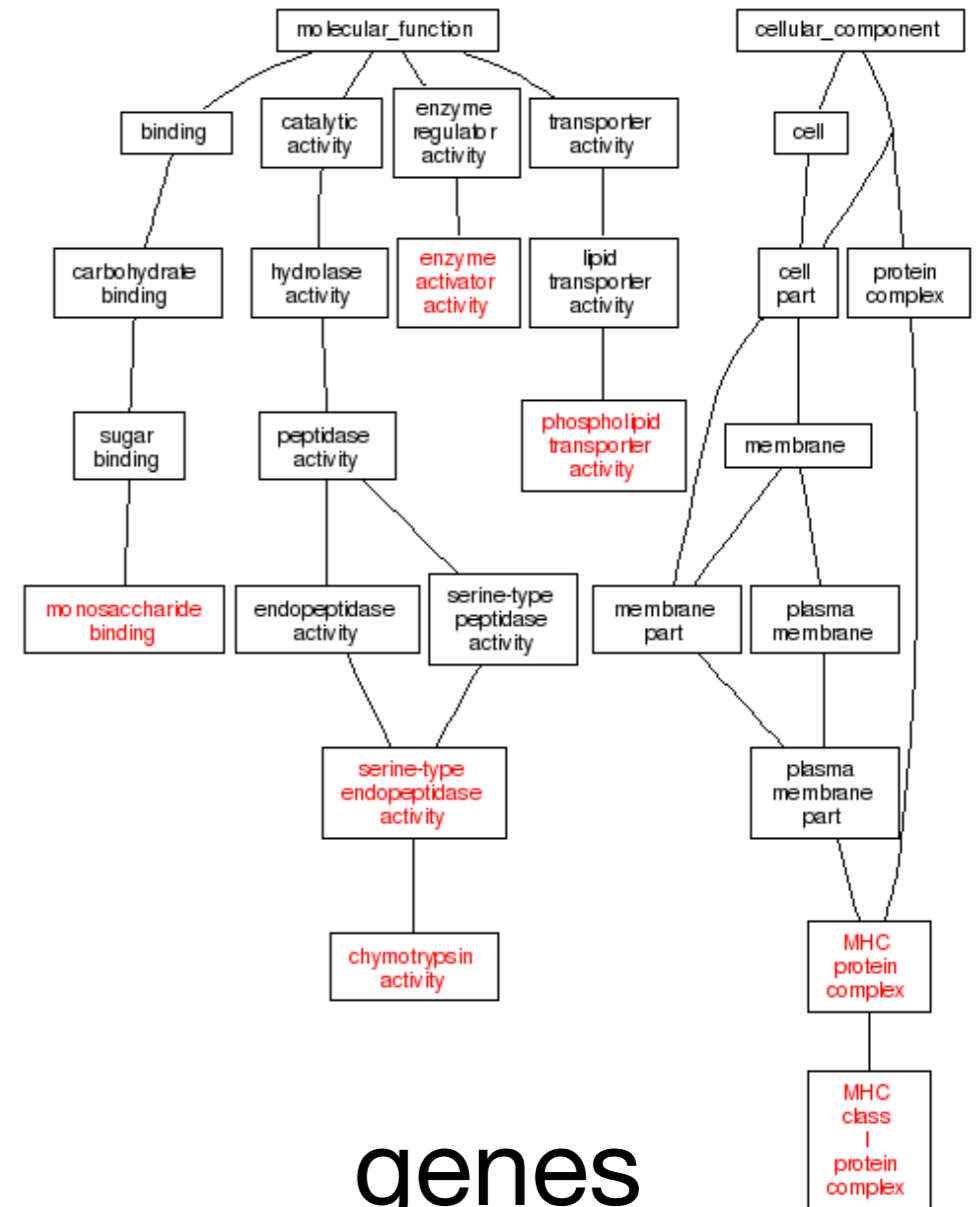 molecular_function
cellular_component
binding
catalytic
activity
enzyme
regulator
activity
transporter
activity
cell
carbohydrate
binding
hydrolase
activity
enzyme
activator
activity
lipid
transporter
activity
cell
part
protein
complex
sugar
binding
peptidase
activity
phospholipid
transporter
activity
membrane
monosaccharide
binding
endopeptidase
activity
serine-type
peptidase
activity
membrane
part
plasma
membrane
serine-type
endopeptidase
activity
plasma
membrane
part
chymotrypsin
activity
MHC
protein
complex
MHC
class
I
protein
complex
genes